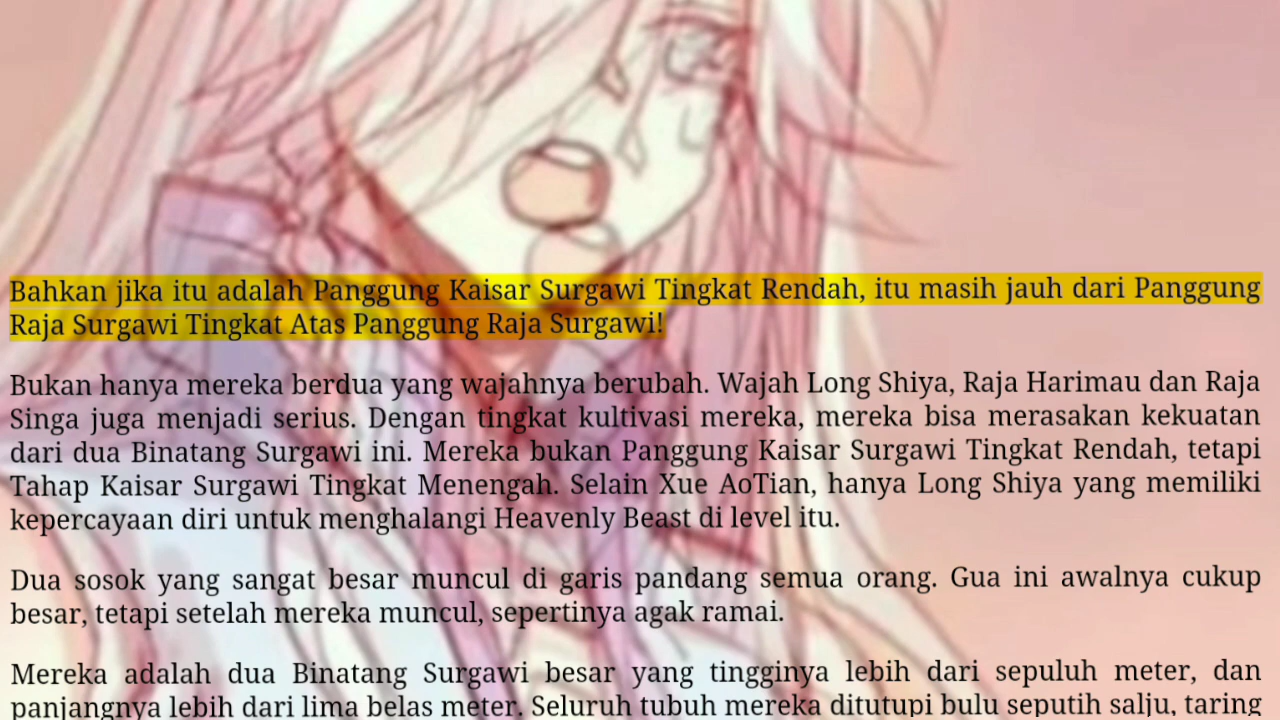 Bahkan jika itu adalah Panggung Kaisar Surgawi Tingkat Rendah, itu masih jauh dari Panggung
Raja Surgawi Tingkat Atas Panggung Raja Surgawi!
Bukan hanya mereka berdua yang wajahnya berubah. Wajah Long Shiya, Raja Harimau dan Raja
Singa juga menjadi serius. Dengan tingkat kultivasi mereka, mereka bisa merasakan kekuatan
dari dua Binatang Surgawi ini. Mereka bukan Panggung Kaisar Surgawi Tingkat Rendah, tetapi
Tahap Kaisar Surgawi Tingkat Menengah. Selain Xue AoTian, hanya Long Shiya yang memiliki
kepercayaan diri untuk menghalangi Heavenly Beast di level itu.
Dua sosok yang sangat besar muncul di garis pandang semua orang. Gua ini awalnya cukup
besar, tetapi setelah mereka muncul, sepertinya agak ramai.
Mereka adalah dua Binatang Surgawi besar yang tingginya lebih dari sepuluh meter, dan
panjangnya lebih dari lima belas meter. Seluruh tubuh mereka ditutupi bulu seputih salju, taring